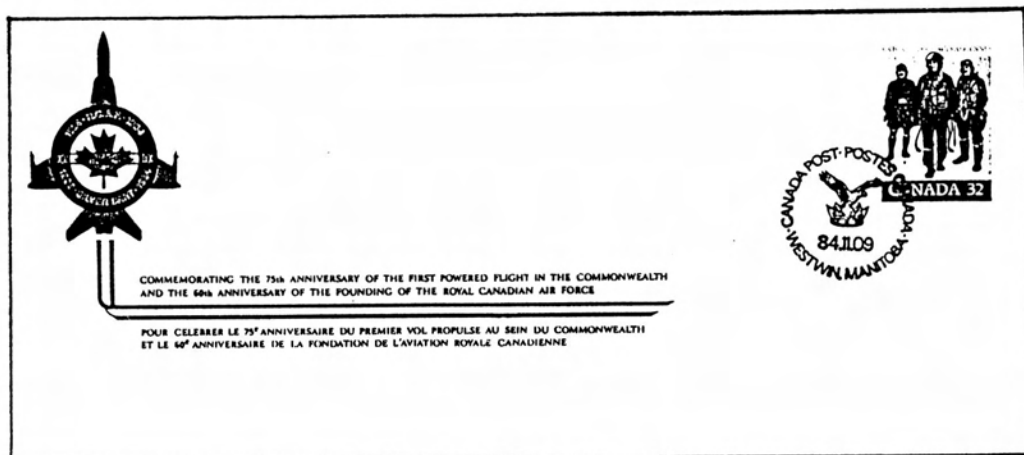 CANADA 32
CANADA POST · POSTES CANADA
84.11.09
WESTWIN, MANITOBA
COMMEMORATING THE 75th ANNIVERSARY OF THE FIRST POWERED FLIGHT IN THE COMMONWEALTH
AND THE 60th ANNIVERSARY OF THE FOUNDING OF THE ROYAL CANADIAN AIR FORCE
POUR CELEBRER LE 75e ANNIVERSAIRE DU PREMIER VOL PROPULSE AU SEIN DU COMMONWEALTH
ET LE 60e ANNIVERSAIRE DE LA FONDATION DE L'AVIATION ROYALE CANADIENNE